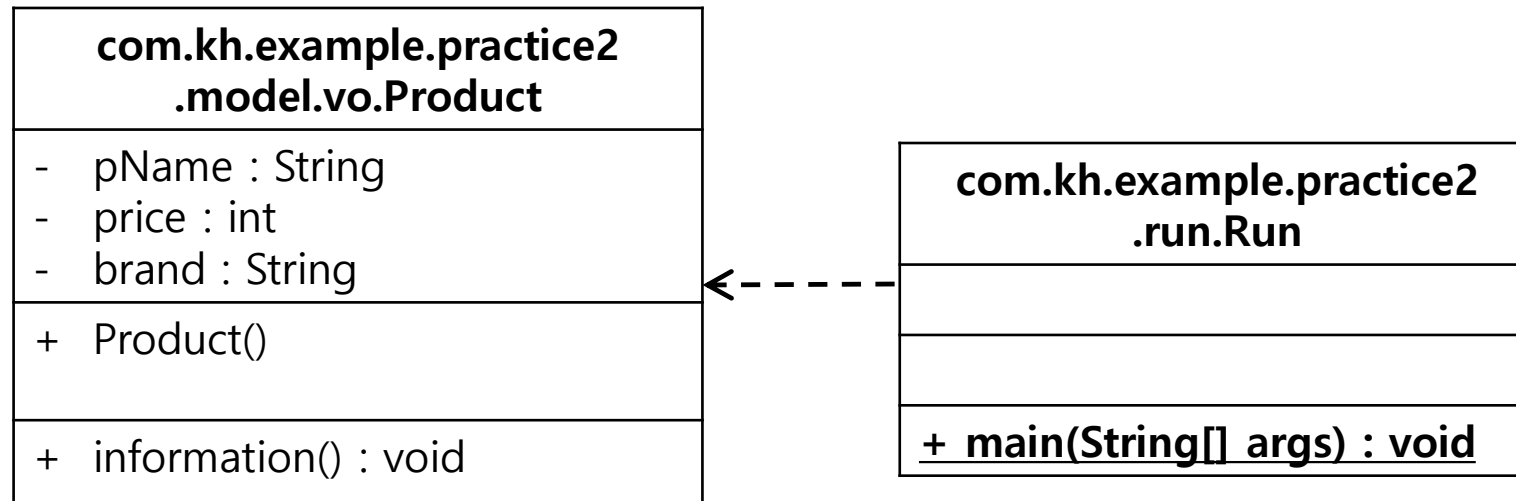 com.kh.example.practice2
.model.vo.Product
- pName : String
- price : int
- brand : String
+ Product()
+ information() : void
com.kh.example.practice2
.run.Run
+ main(String[] args) : void